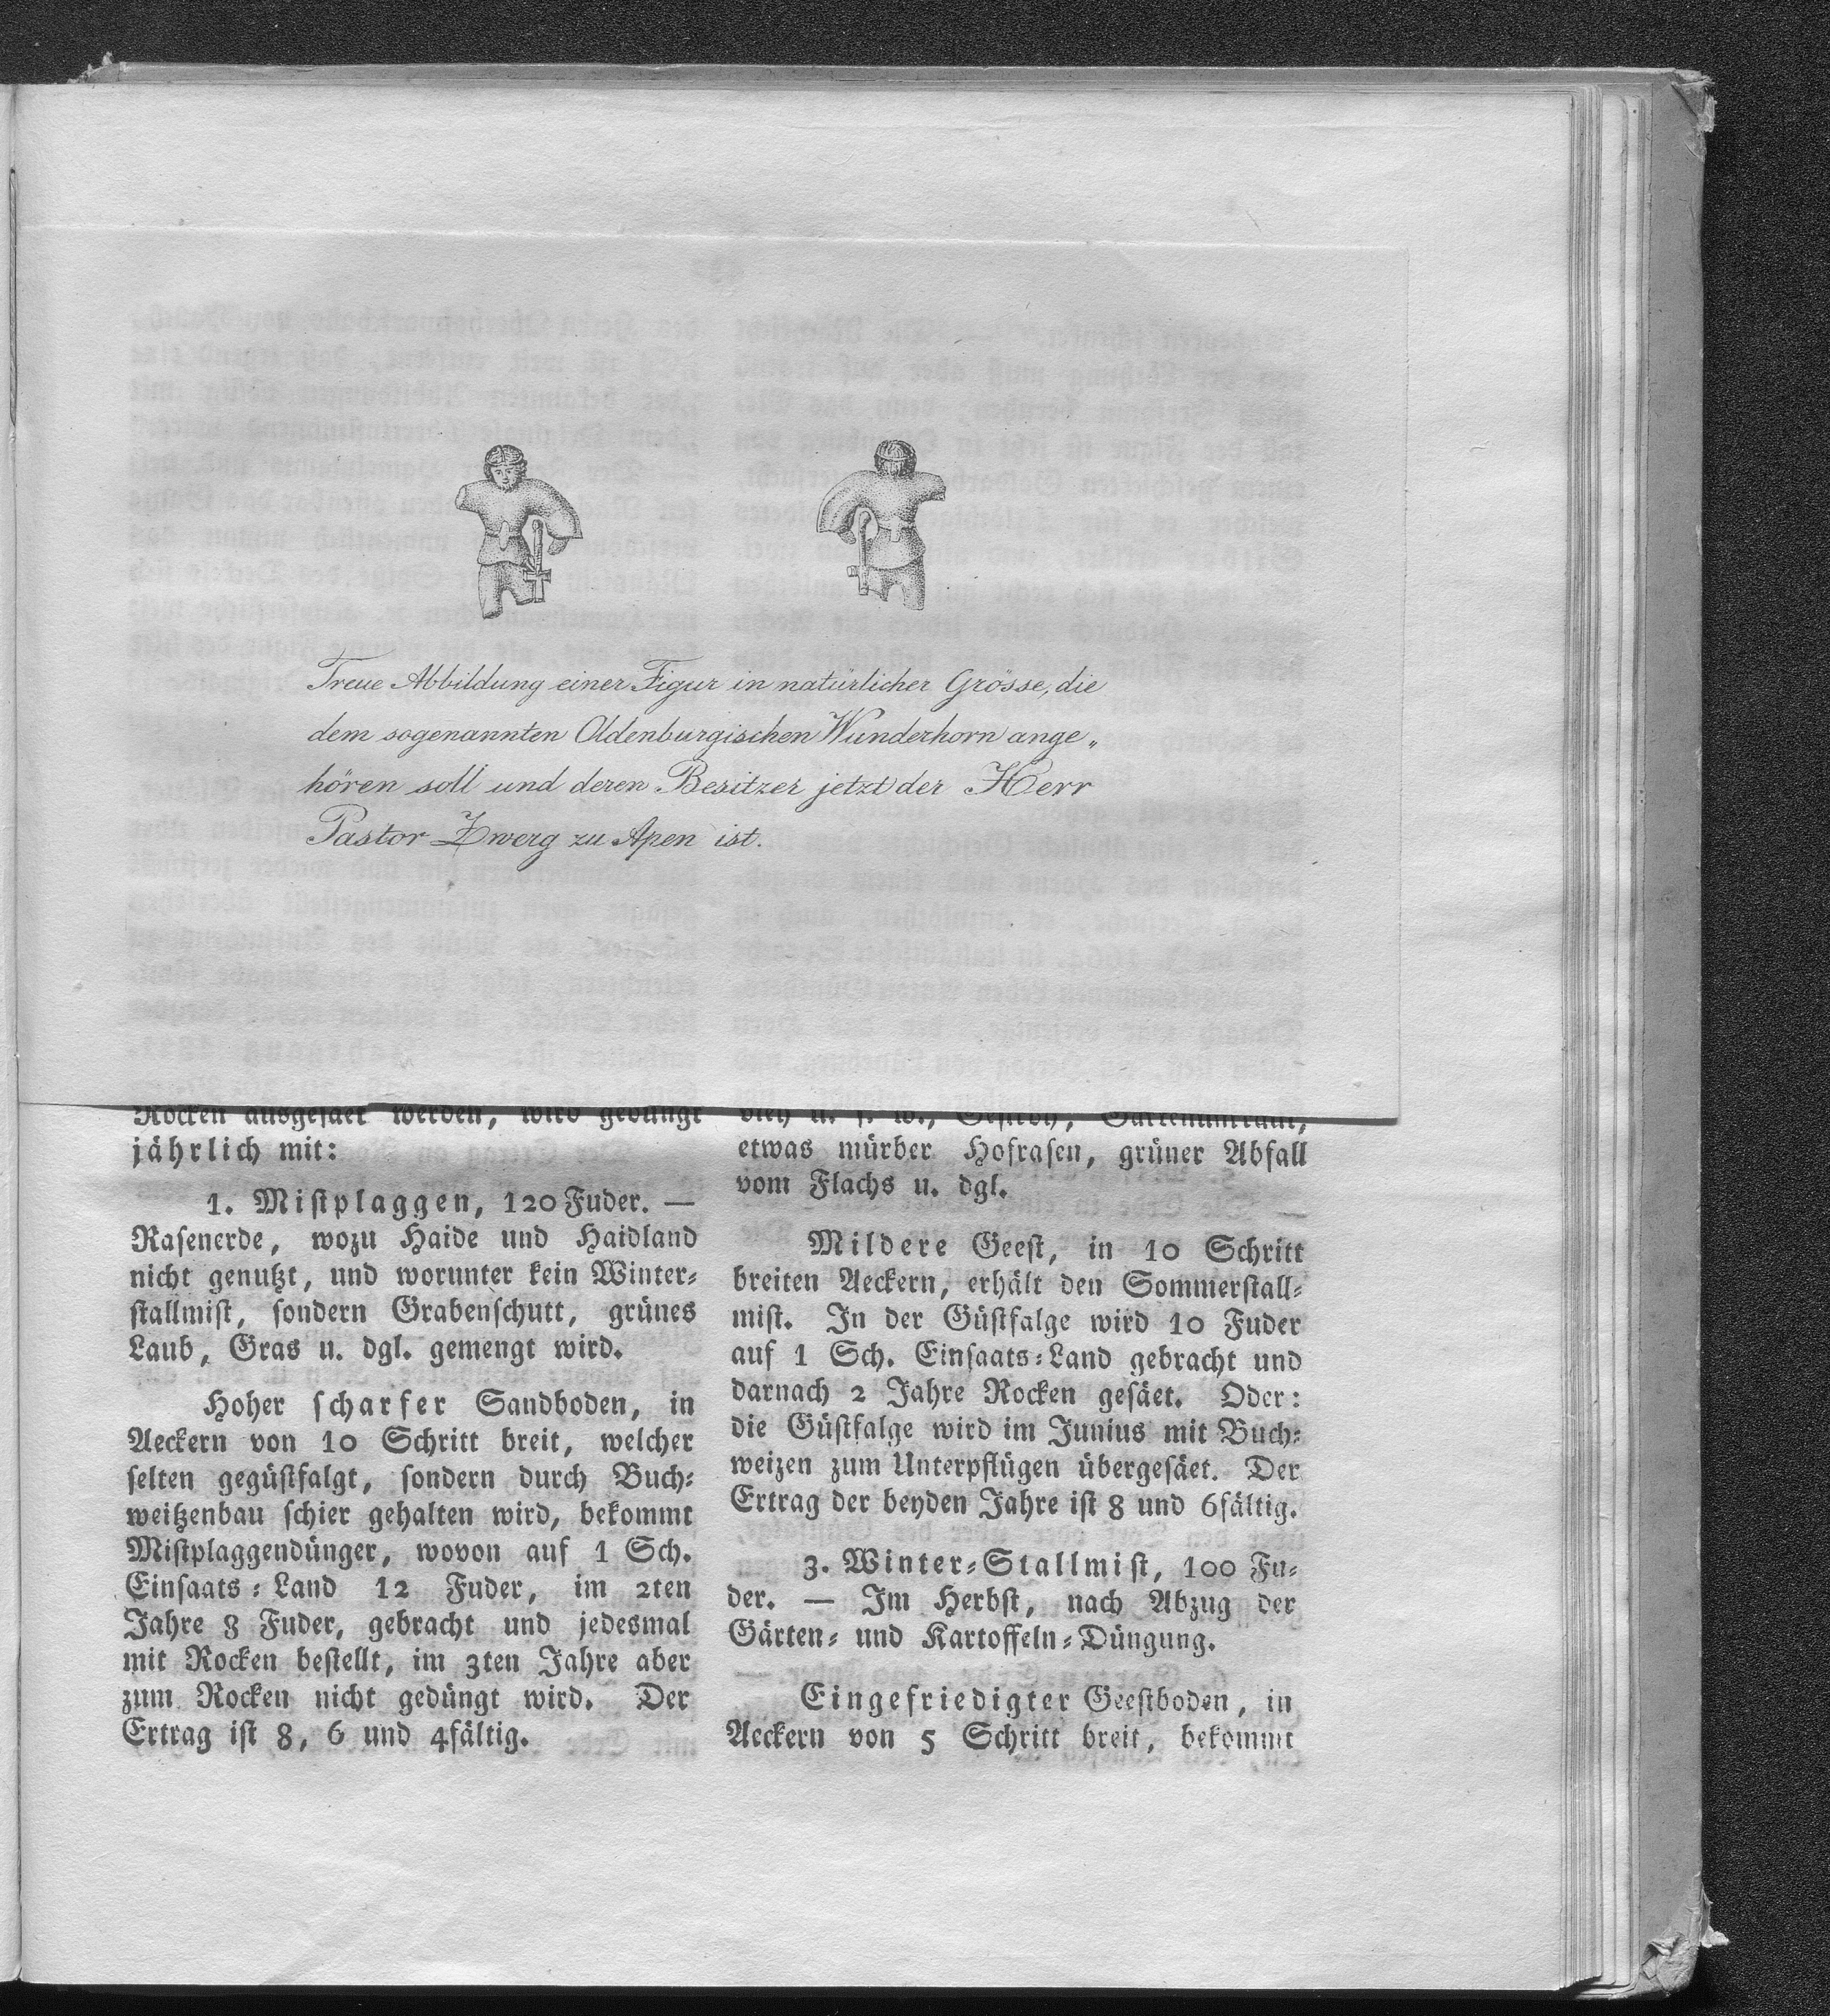 Treue Abbildung einer Figur in natürlicher Grösse, die
dem sogenannten Oldenburgischen Wunderhorn ange„
hören soll und deren Besitzer jetzt der Herr
Pastor Zwerg zu Apen ist.
Rocken ausgesäet werden, wird gedüngt
jährlich mit:
1. Mistplaggen, 120 Fuder. —
Rasenerde, wozu Haide und Haidland
nicht genutzt, und worunter kein Winter-
stallmist, sondern Grabenschutt, grünes
Laub, Gras u. dgl. gemengt wird.
Hoher scharfer Sandboden, in
Aeckern von 10 Schritt breit, welcher
selten gegüstfalgt, sondern durch Buch-
weitzenbau schier gehalten wird, bekommt
Mistplaggendünger, wovon auf 1 Sch.
Einsaats-Land 12 Fuder, im 2ten
Jahre 8 Fuder, gebracht und jedesmal
mit Rocken bestellt, im 3ten Jahre aber
zum Rocken nicht gedüngt wird. Der
Ertrag ist 8, 6 und 4fältig.
vieh u. s. w., Gartenunkraut,
etwas mürber Hofrasen, grüner Abfall
vom Flachs u. dgl.
Mildere Geest, in 10 Schritt
breiten Aeckern, erhält den Sommerstall-
mist. In der Güstfalge wird 10 Fuder
auf 1 Sch. Einsaats-Land gebracht und
darnach 2 Jahre Rocken gesäet. Oder:
die Güstfalge wird im Junius mit Buch-
weizen zum Unterpflügen übergesäet. Der
Ertrag der beyden Jahre ist 8 und 6fältig.
3. Winter-Stallmist, 100 Fu-
der. — Im Herbst, nach Abzug der
Gärten- und Kartoffeln-Düngung.
Eingefriedigter Geestboden, in
Aeckern von 5 Schritt breit, bekommt